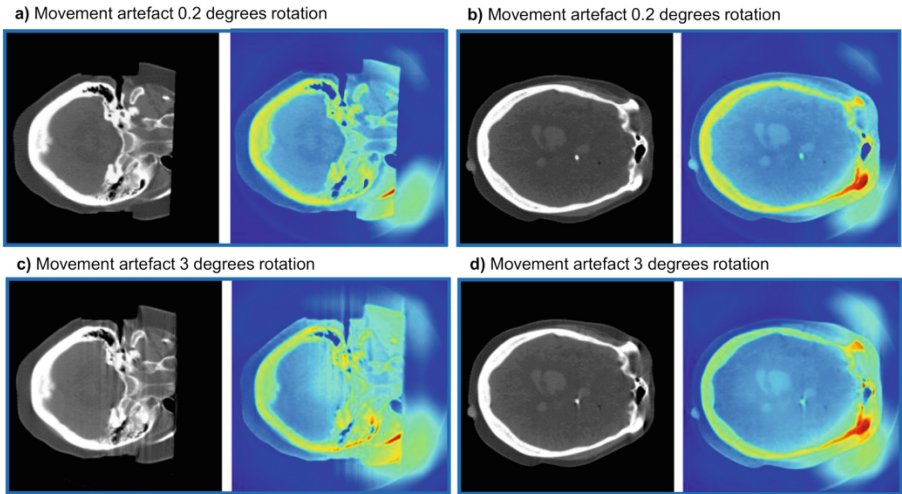 a) Movement artefact 0.2 degrees rotation
b) Movement artefact 0.2 degrees rotation
c) Movement artefact 3 degrees rotation
d) Movement artefact 3 degrees rotation